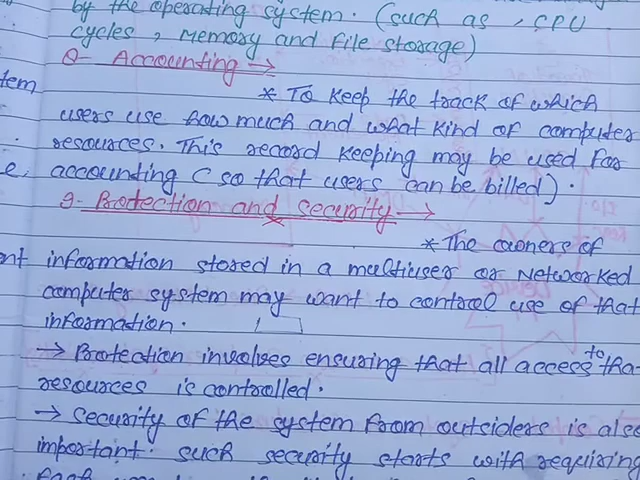 by the operating system. (such as, CPU
cycles, Memory and File storage)
8- Accounting →
* To keep the track of which
tem
users use how much and what kind of computer
resources. This record keeping may be used for
e. accounting (so that users can be billed).
9- Protection and security →
* The owners of
nt information stored in a multiuser or Networked
computer system may want to control use of that
information.
→ Protection involves ensuring that all access to tha
resources is controlled.
→ Security of the system from outsiders is also
important. such security starts with requiring